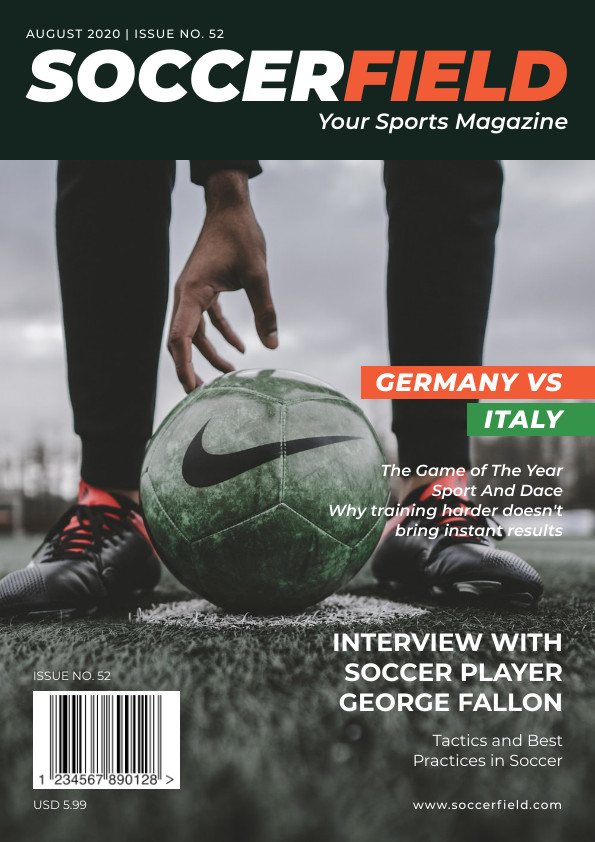 AUGUST 2020 | ISSUE NO. 52
SOCCERFIELD
Your Sports Magazine
GERMANY VS
ITALY
The Game of The Year
Sport And Dace
Why training harder doesn't
bring instant results
INTERVIEW WITH
SOCCER PLAYER
GEORGE FALLON
Tactics and Best
Practices in Soccer
ISSUE NO. 52
1 234567 890128 >
USD 5.99
www.soccerfield.com